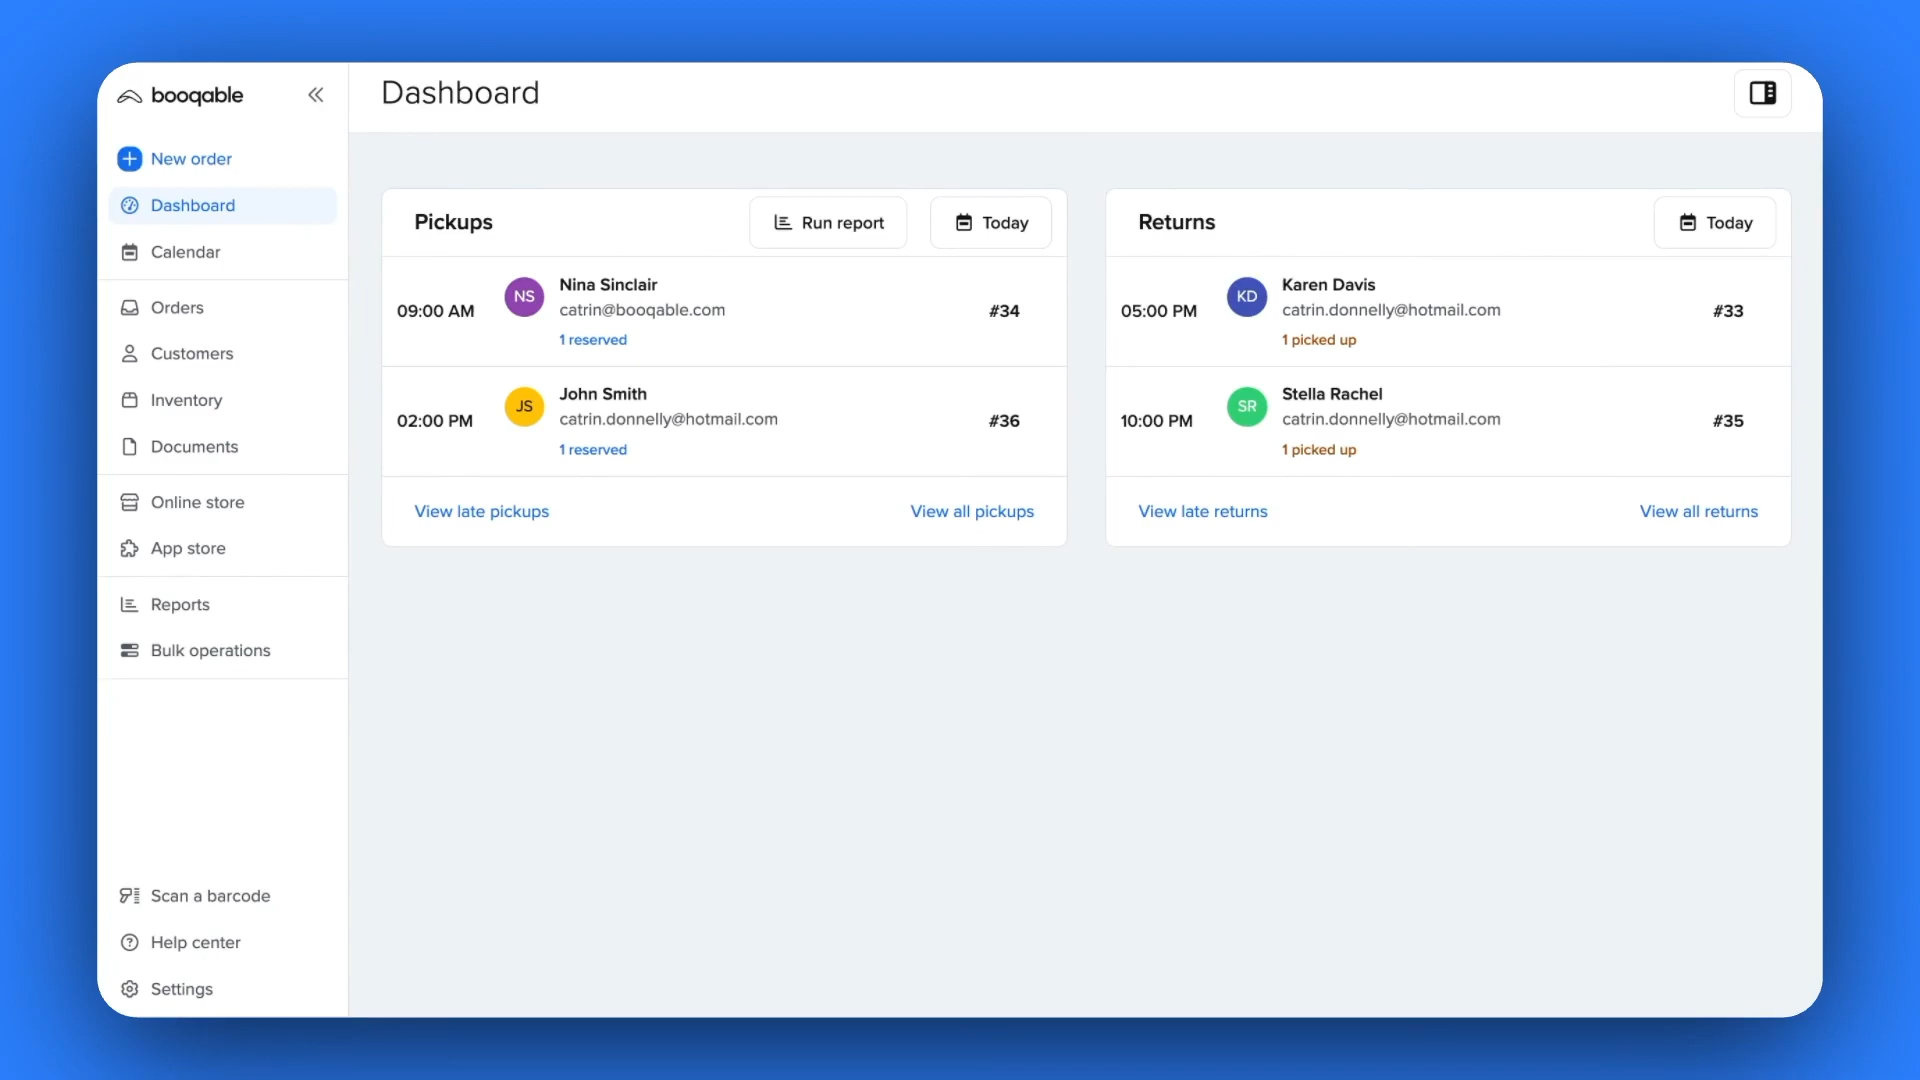 booqable
New order
Dashboard
Calendar
Orders
Customers
Inventory
Documents
Online store
App store
Reports
Bulk operations
Scan a barcode
Help center
Settings
Dashboard
Pickups
Run report
Today
09:00 AM
NS
Nina Sinclair
catrin@booqable.com
1 reserved
#34
02:00 PM
JS
John Smith
catrin.donnelly@hotmail.com
1 reserved
#36
View late pickups
View all pickups
Returns
Today
05:00 PM
KD
Karen Davis
catrin.donnelly@hotmail.com
1 picked up
#33
10:00 PM
SR
Stella Rachel
catrin.donnelly@hotmail.com
1 picked up
#35
View late returns
View all returns